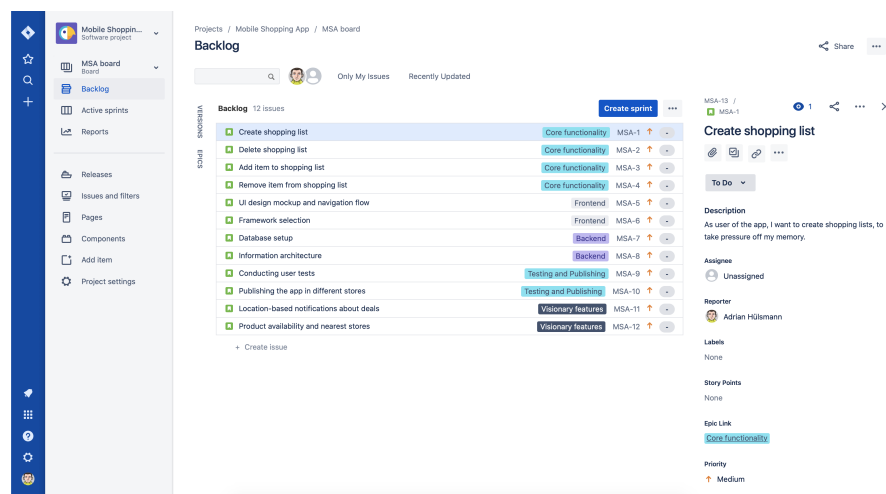 Mobile Shoppin...
Software project
MSA board
Board
Backlog
Active sprints
Reports
Releases
Issues and filters
Pages
Components
Add item
Project settings
Projects / Mobile Shopping App / MSA board
Backlog
Share
Only My Issues Recently Updated
VERSIONS
EPICS
Backlog 12 issues Create sprint
Create shopping list Core functionality MSA-1 -
Delete shopping list Core functionality MSA-2 -
Add item to shopping list Core functionality MSA-3 -
Remove item from shopping list Core functionality MSA-4 -
UI design mockup and navigation flow Frontend MSA-5 -
Framework selection Frontend MSA-6 -
Database setup Backend MSA-7 -
Information architecture Backend MSA-8 -
Conducting user tests Testing and Publishing MSA-9 -
Publishing the app in different stores Testing and Publishing MSA-10 -
Location-based notifications about deals Visionary features MSA-11 -
Product availability and nearest stores Visionary features MSA-12 -
+ Create issue
MSA-13 /
MSA-1
1
Create shopping list
To Do
Description
As user of the app, I want to create shopping lists, to
take pressure off my memory.
Assignee
Unassigned
Reporter
Adrian Hülsmann
Labels
None
Story Points
None
Epic Link
Core functionality
Priority
Medium